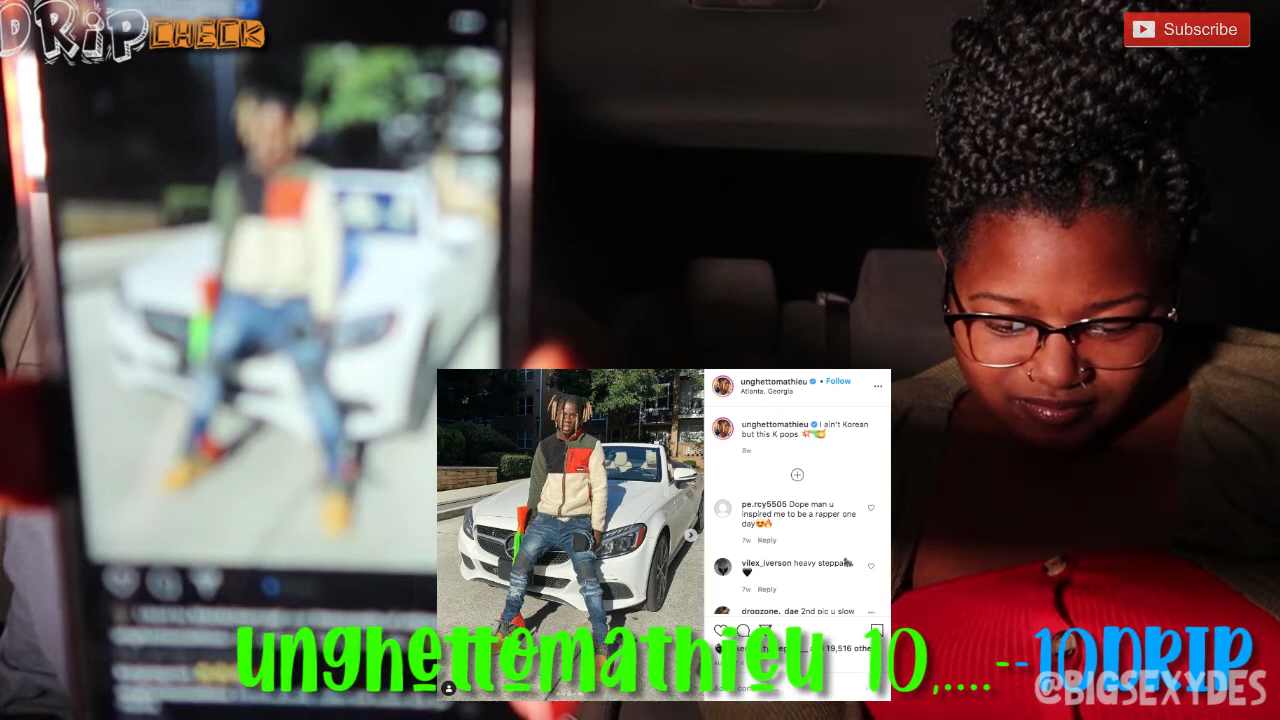 DRiP CHECK
Subscribe
unghettomathieu • Follow
Atlanta, Georgia
unghettomathieu I ain't Korean
but this K pops
8w
pe.rcy5505 Dope man u
inspired me to be a rapper one
day😍🔥
7w Reply
vilex_iverson heavy steppa
🖤
7w Reply
dropzone._dae 2nd pic u slow
19,516 othe
unghettomathieu 10,.... --10DRIP
@BIGSEXYDES